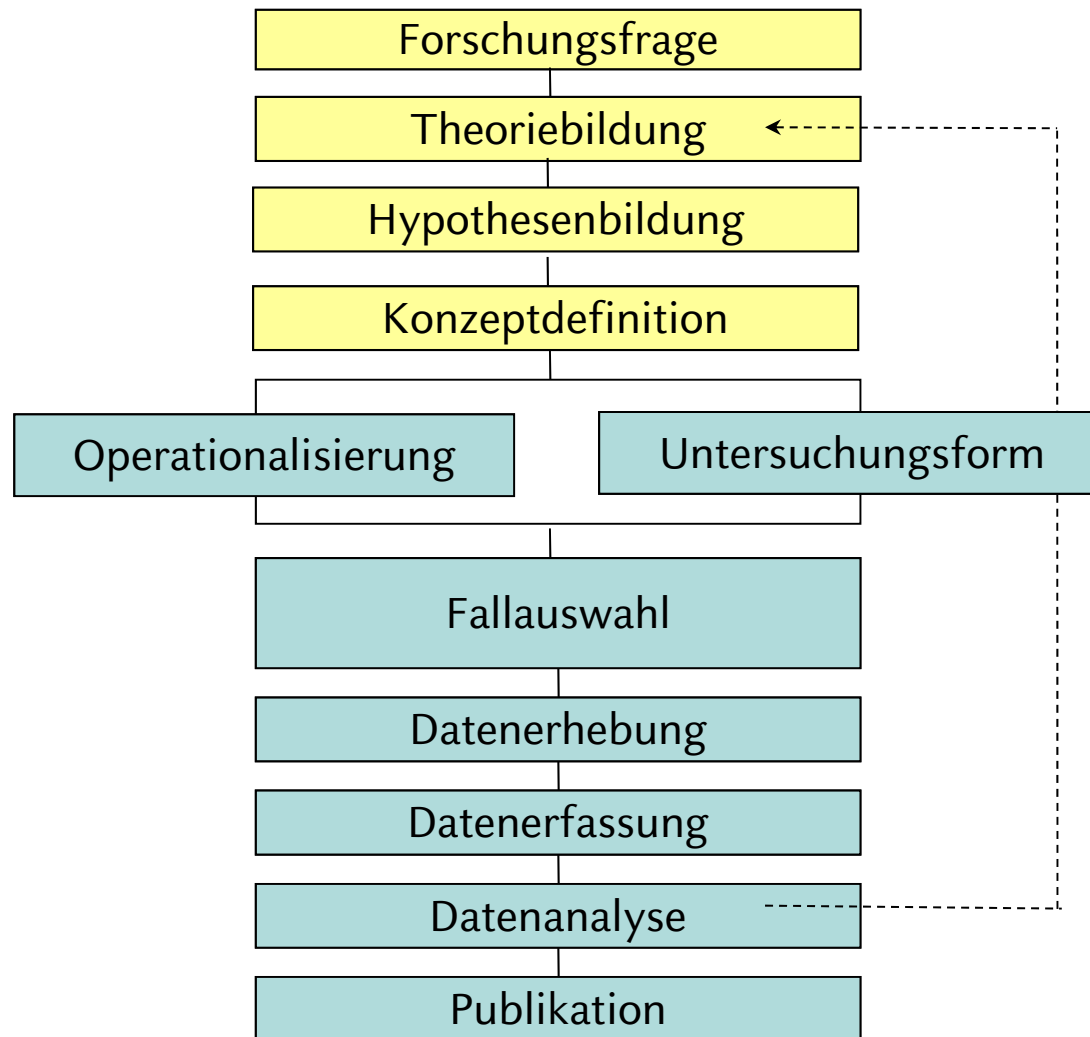 Forschungsfrage
Theoriebildung
Hypothesenbildung
Konzeptdefinition
Operationalisierung
Untersuchungsform
Fallauswahl
Datenerhebung
Datenerfassung
Datenanalyse
Publikation